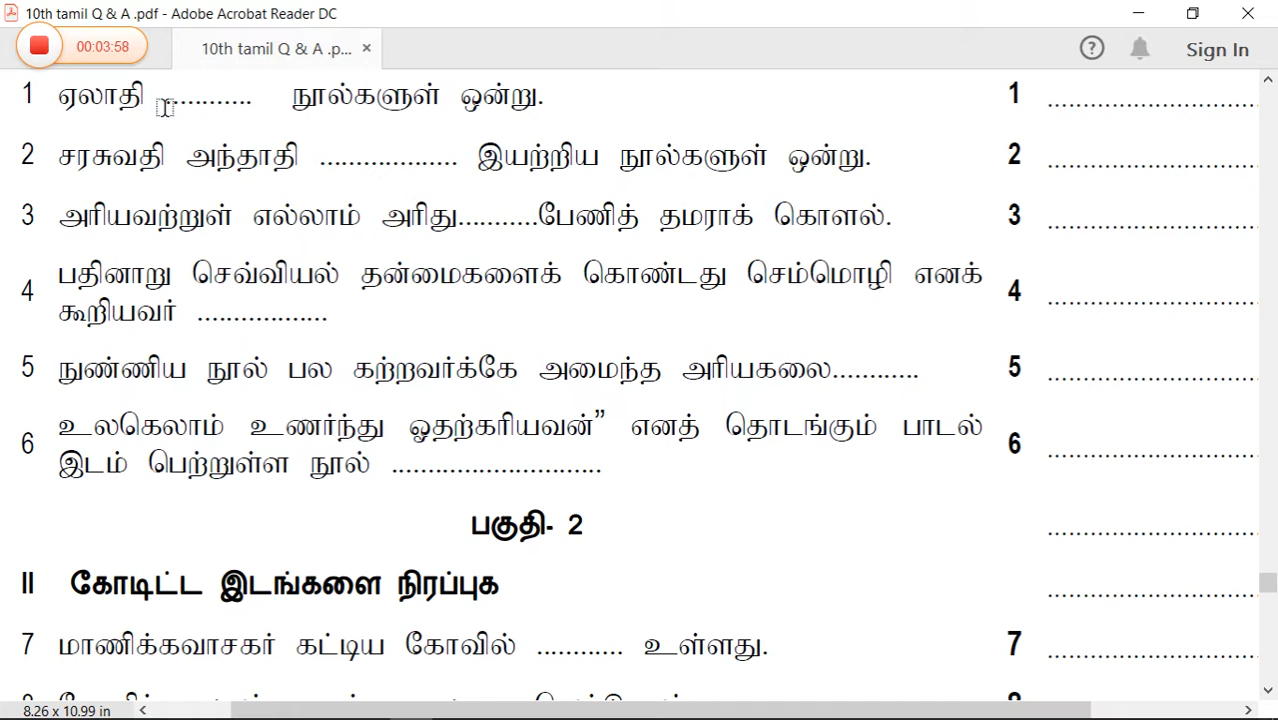 10th tamil Q & A .pdf - Adobe Acrobat Reader DC
00:03:58
10th tamil Q & A .p...
Sign In
1 ஏலாதி ............ நூல்களுள் ஒன்று. 1 ........................
2 சரசுவதி அந்தாதி ................... இயற்றிய நூல்களுள் ஒன்று. 2 ........................
3 அரியவற்றுள் எல்லாம் அரிது...........பேணித் தமராக் கொளல். 3 ........................
4 பதினாறு செவ்வியல் தன்மைகளைக் கொண்டது செம்மொழி எனக் 4 ........................
கூறியவர் ..................
5 நுண்ணிய நூல் பல கற்றவர்க்கே அமைந்த அரியகலை............ 5 ........................
6 உலகெலாம் உணர்ந்து ஓதற்கரியவன்” எனத் தொடங்கும் பாடல் 6 ........................
இடம் பெற்றுள்ள நூல் .............................
பகுதி- 2 ........................
II கோடிட்ட இடங்களை நிரப்புக ........................
7 மாணிக்கவாசகர் கட்டிய கோவில் ............ உள்ளது. 7 ........................
8.26 x 10.99 in